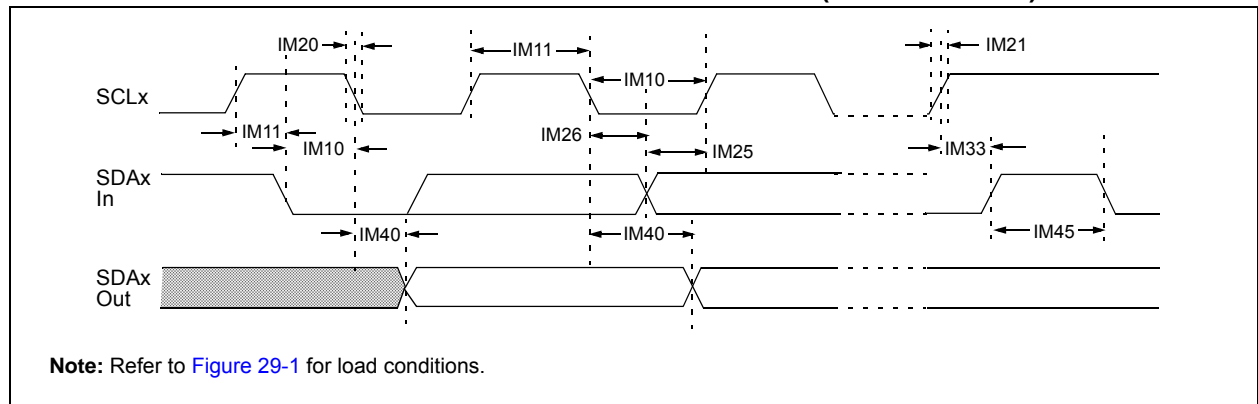 IM20
IM11
IM21
IM10
SCLx
IM11
IM26
IM10
IM25
IM33
SDAx
In
IM40
IM40
IM45
SDAx
Out
Note: Refer to Figure 29-1 for load conditions.